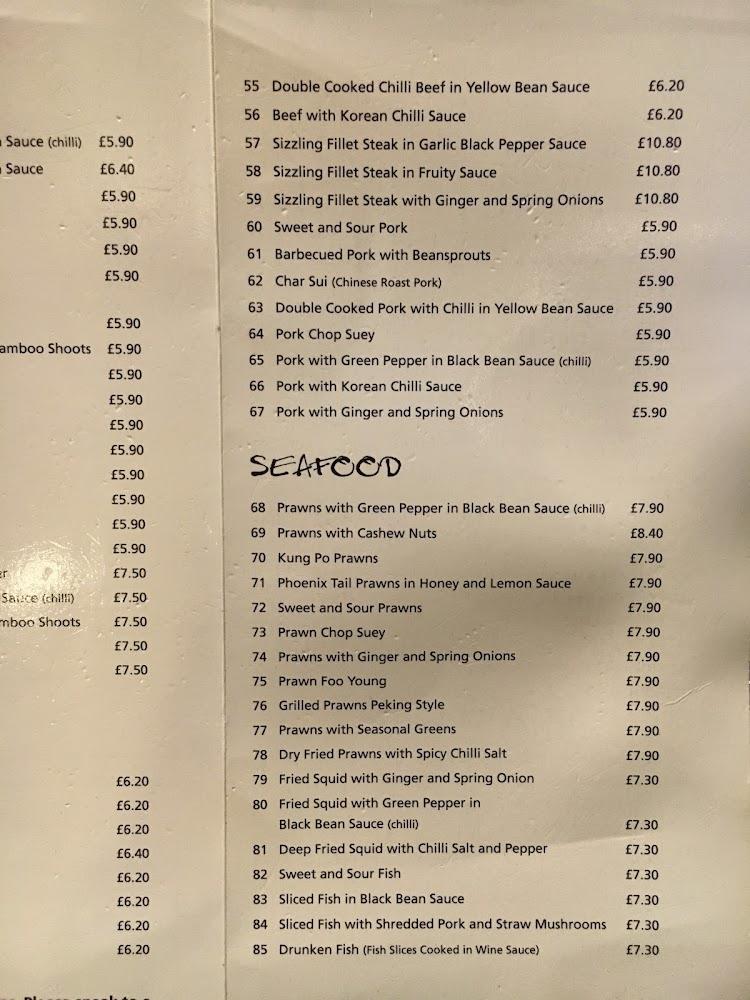 Sauce (chilli) £5.90
Sauce £6.40
£5.90
£5.90
£5.90
£5.90
£5.90
amboo Shoots £5.90
£5.90
£5.90
£5.90
£5.90
£5.90
£5.90
£5.90
£5.90
er £7.50
Sauce (chilli) £7.50
mboo Shoots £7.50
£7.50
£7.50
£6.20
£6.20
£6.20
£6.40
£6.20
£6.20
£6.20
£6.20
55 Double Cooked Chilli Beef in Yellow Bean Sauce £6.20
56 Beef with Korean Chilli Sauce £6.20
57 Sizzling Fillet Steak in Garlic Black Pepper Sauce £10.80
58 Sizzling Fillet Steak in Fruity Sauce £10.80
59 Sizzling Fillet Steak with Ginger and Spring Onions £10.80
60 Sweet and Sour Pork £5.90
61 Barbecued Pork with Beansprouts £5.90
62 Char Sui (Chinese Roast Pork) £5.90
63 Double Cooked Pork with Chilli in Yellow Bean Sauce £5.90
64 Pork Chop Suey £5.90
65 Pork with Green Pepper in Black Bean Sauce (chilli) £5.90
66 Pork with Korean Chilli Sauce £5.90
67 Pork with Ginger and Spring Onions £5.90
SEAFOOD
68 Prawns with Green Pepper in Black Bean Sauce (chilli) £7.90
69 Prawns with Cashew Nuts £8.40
70 Kung Po Prawns £7.90
71 Phoenix Tail Prawns in Honey and Lemon Sauce £7.90
72 Sweet and Sour Prawns £7.90
73 Prawn Chop Suey £7.90
74 Prawns with Ginger and Spring Onions £7.90
75 Prawn Foo Young £7.90
76 Grilled Prawns Peking Style £7.90
77 Prawns with Seasonal Greens £7.90
78 Dry Fried Prawns with Spicy Chilli Salt £7.90
79 Fried Squid with Ginger and Spring Onion £7.30
80 Fried Squid with Green Pepper in
Black Bean Sauce (chilli) £7.30
81 Deep Fried Squid with Chilli Salt and Pepper £7.30
82 Sweet and Sour Fish £7.30
83 Sliced Fish in Black Bean Sauce £7.30
84 Sliced Fish with Shredded Pork and Straw Mushrooms £7.30
85 Drunken Fish (Fish Slices Cooked in Wine Sauce) £7.30